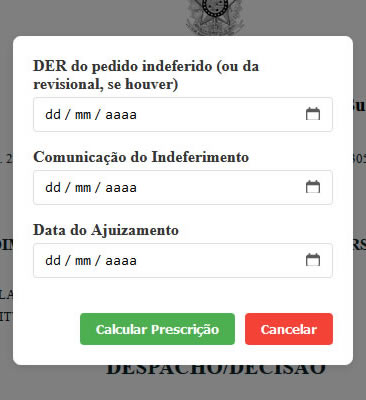 DER do pedido indeferido (ou da
revisional, se houver)
dd / mm / aaaa
Comunicação do Indeferimento
dd / mm / aaaa
Data do Ajuizamento
dd / mm / aaaa
Calcular Prescrição Cancelar
DESPACHO/DECISÃO